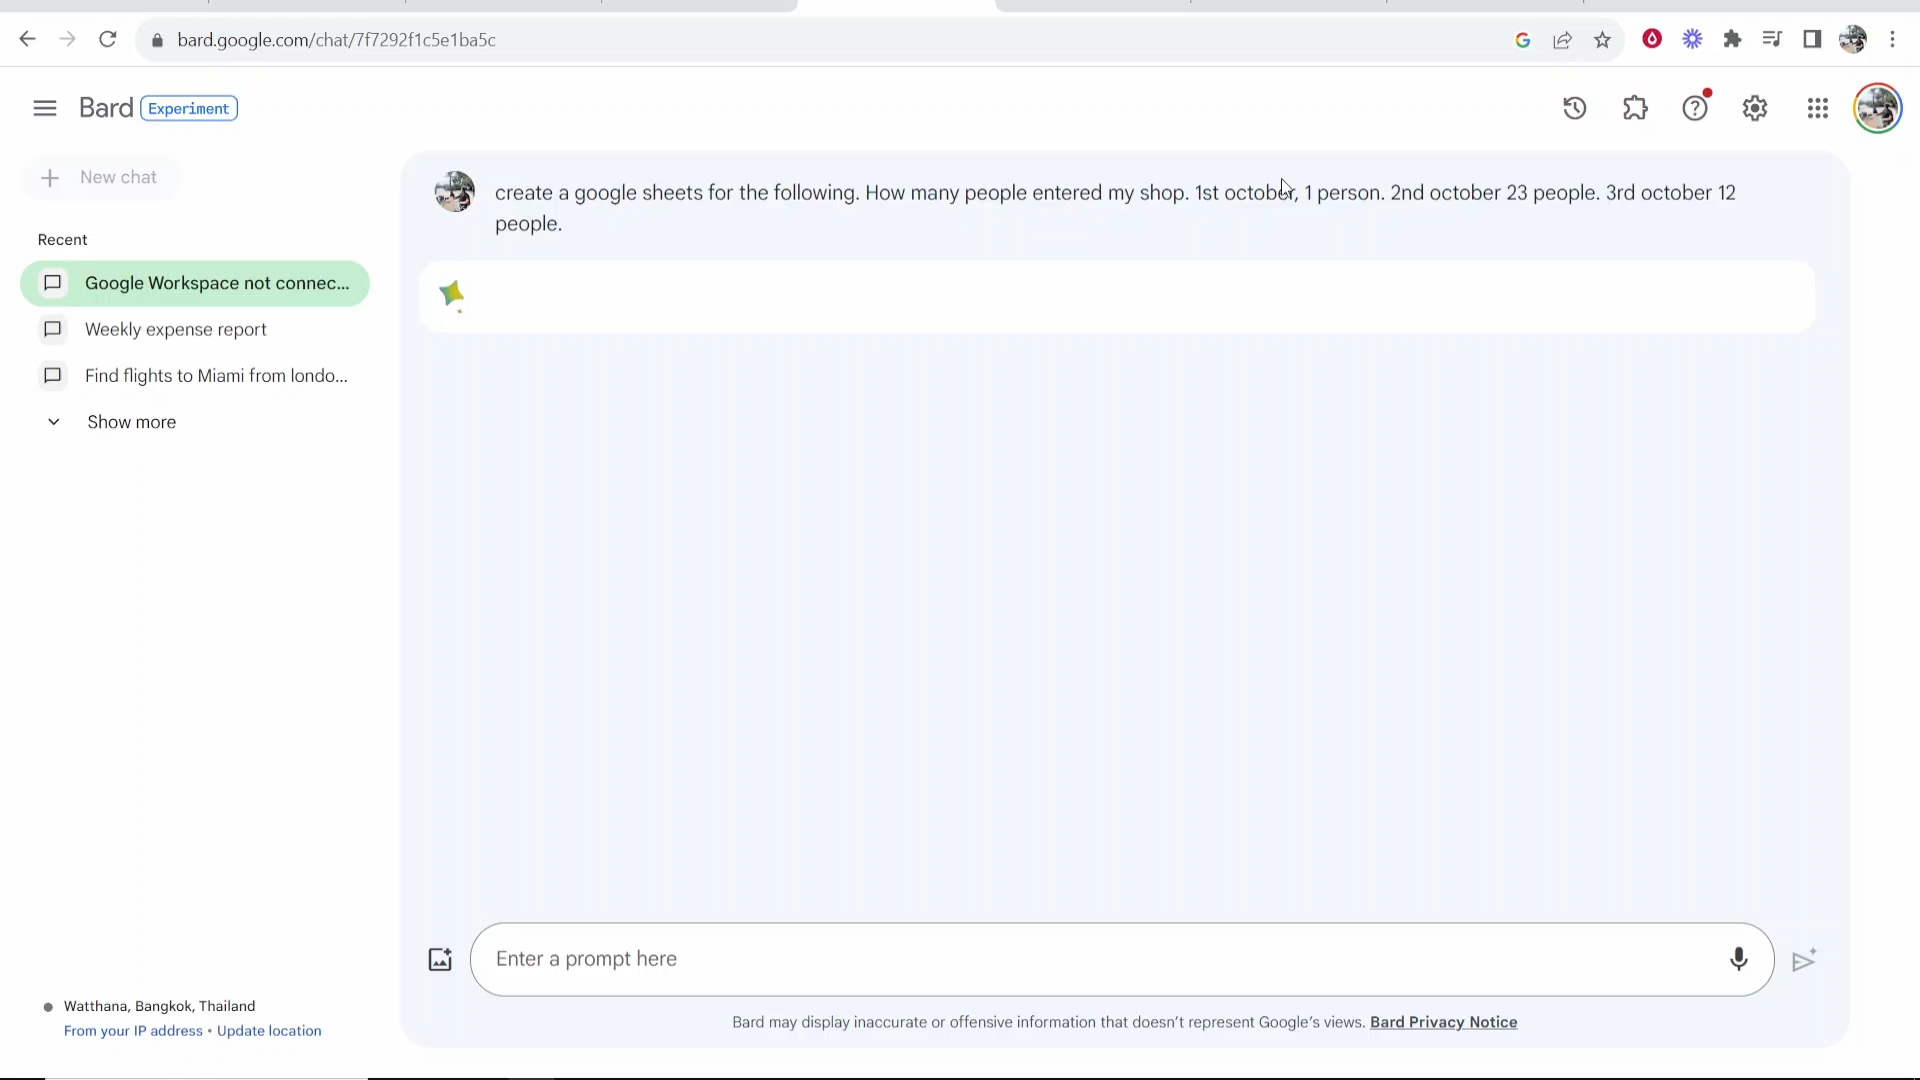 bard.google.com/chat/7f7292f1c5e1ba5c
Bard Experiment
New chat
create a google sheets for the following. How many people entered my shop. 1st october, 1 person. 2nd october 23 people. 3rd october 12
people.
Recent
Google Workspace not connec...
Weekly expense report
Find flights to Miami from londo...
Show more
Enter a prompt here
Watthana, Bangkok, Thailand
From your IP address • Update location
Bard may display inaccurate or offensive information that doesn't represent Google's views. Bard Privacy Notice